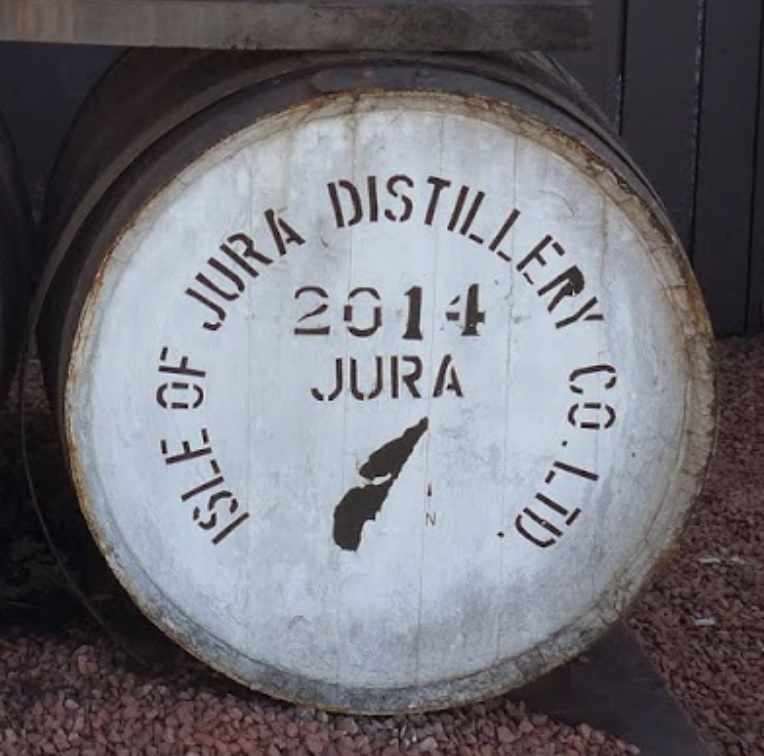 ISLE OF JURA DISTILLERY CO. LTD.
2014
JURA
N